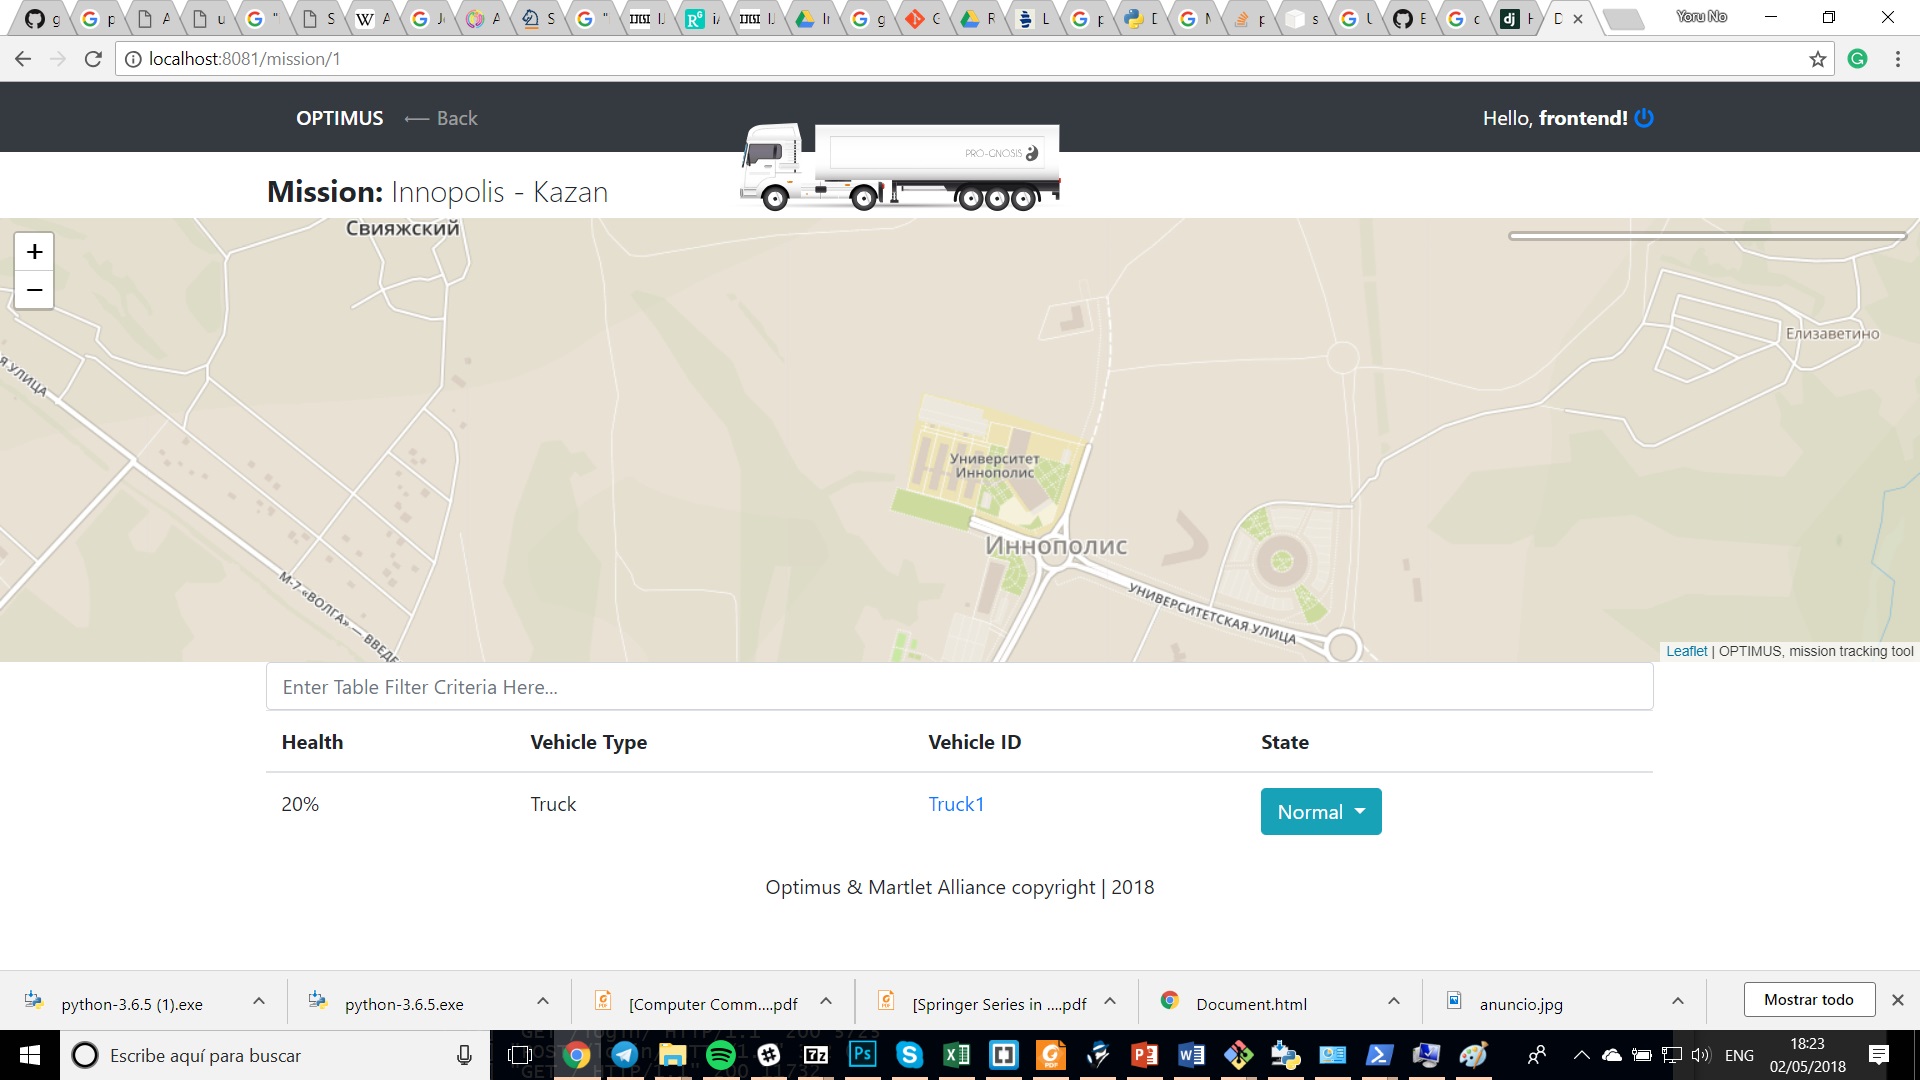 Yoru No
localhost:8081/mission/1
OPTIMUS ⟵ Back
Hello, frontend!
PRO-GNOSIS
Mission: Innopolis - Kazan
+
−
Свияжский
Елизаветино
Я УЛИЦА
Университет
Иннополис
Иннополис
УНИВЕРСИТЕТСКАЯ УЛИЦА
М-7 «ВОЛГА» — ВВЕДЕ
Leaflet | OPTIMUS, mission tracking tool
Enter Table Filter Criteria Here...
Health Vehicle Type Vehicle ID State
20% Truck Truck1 Normal
Optimus & Martlet Alliance copyright | 2018
python-3.6.5 (1).exe
python-3.6.5.exe
[Computer Comm....pdf
[Springer Series in ....pdf
Document.html
anuncio.jpg
Mostrar todo
Escribe aquí para buscar
ENG
18:23
02/05/2018